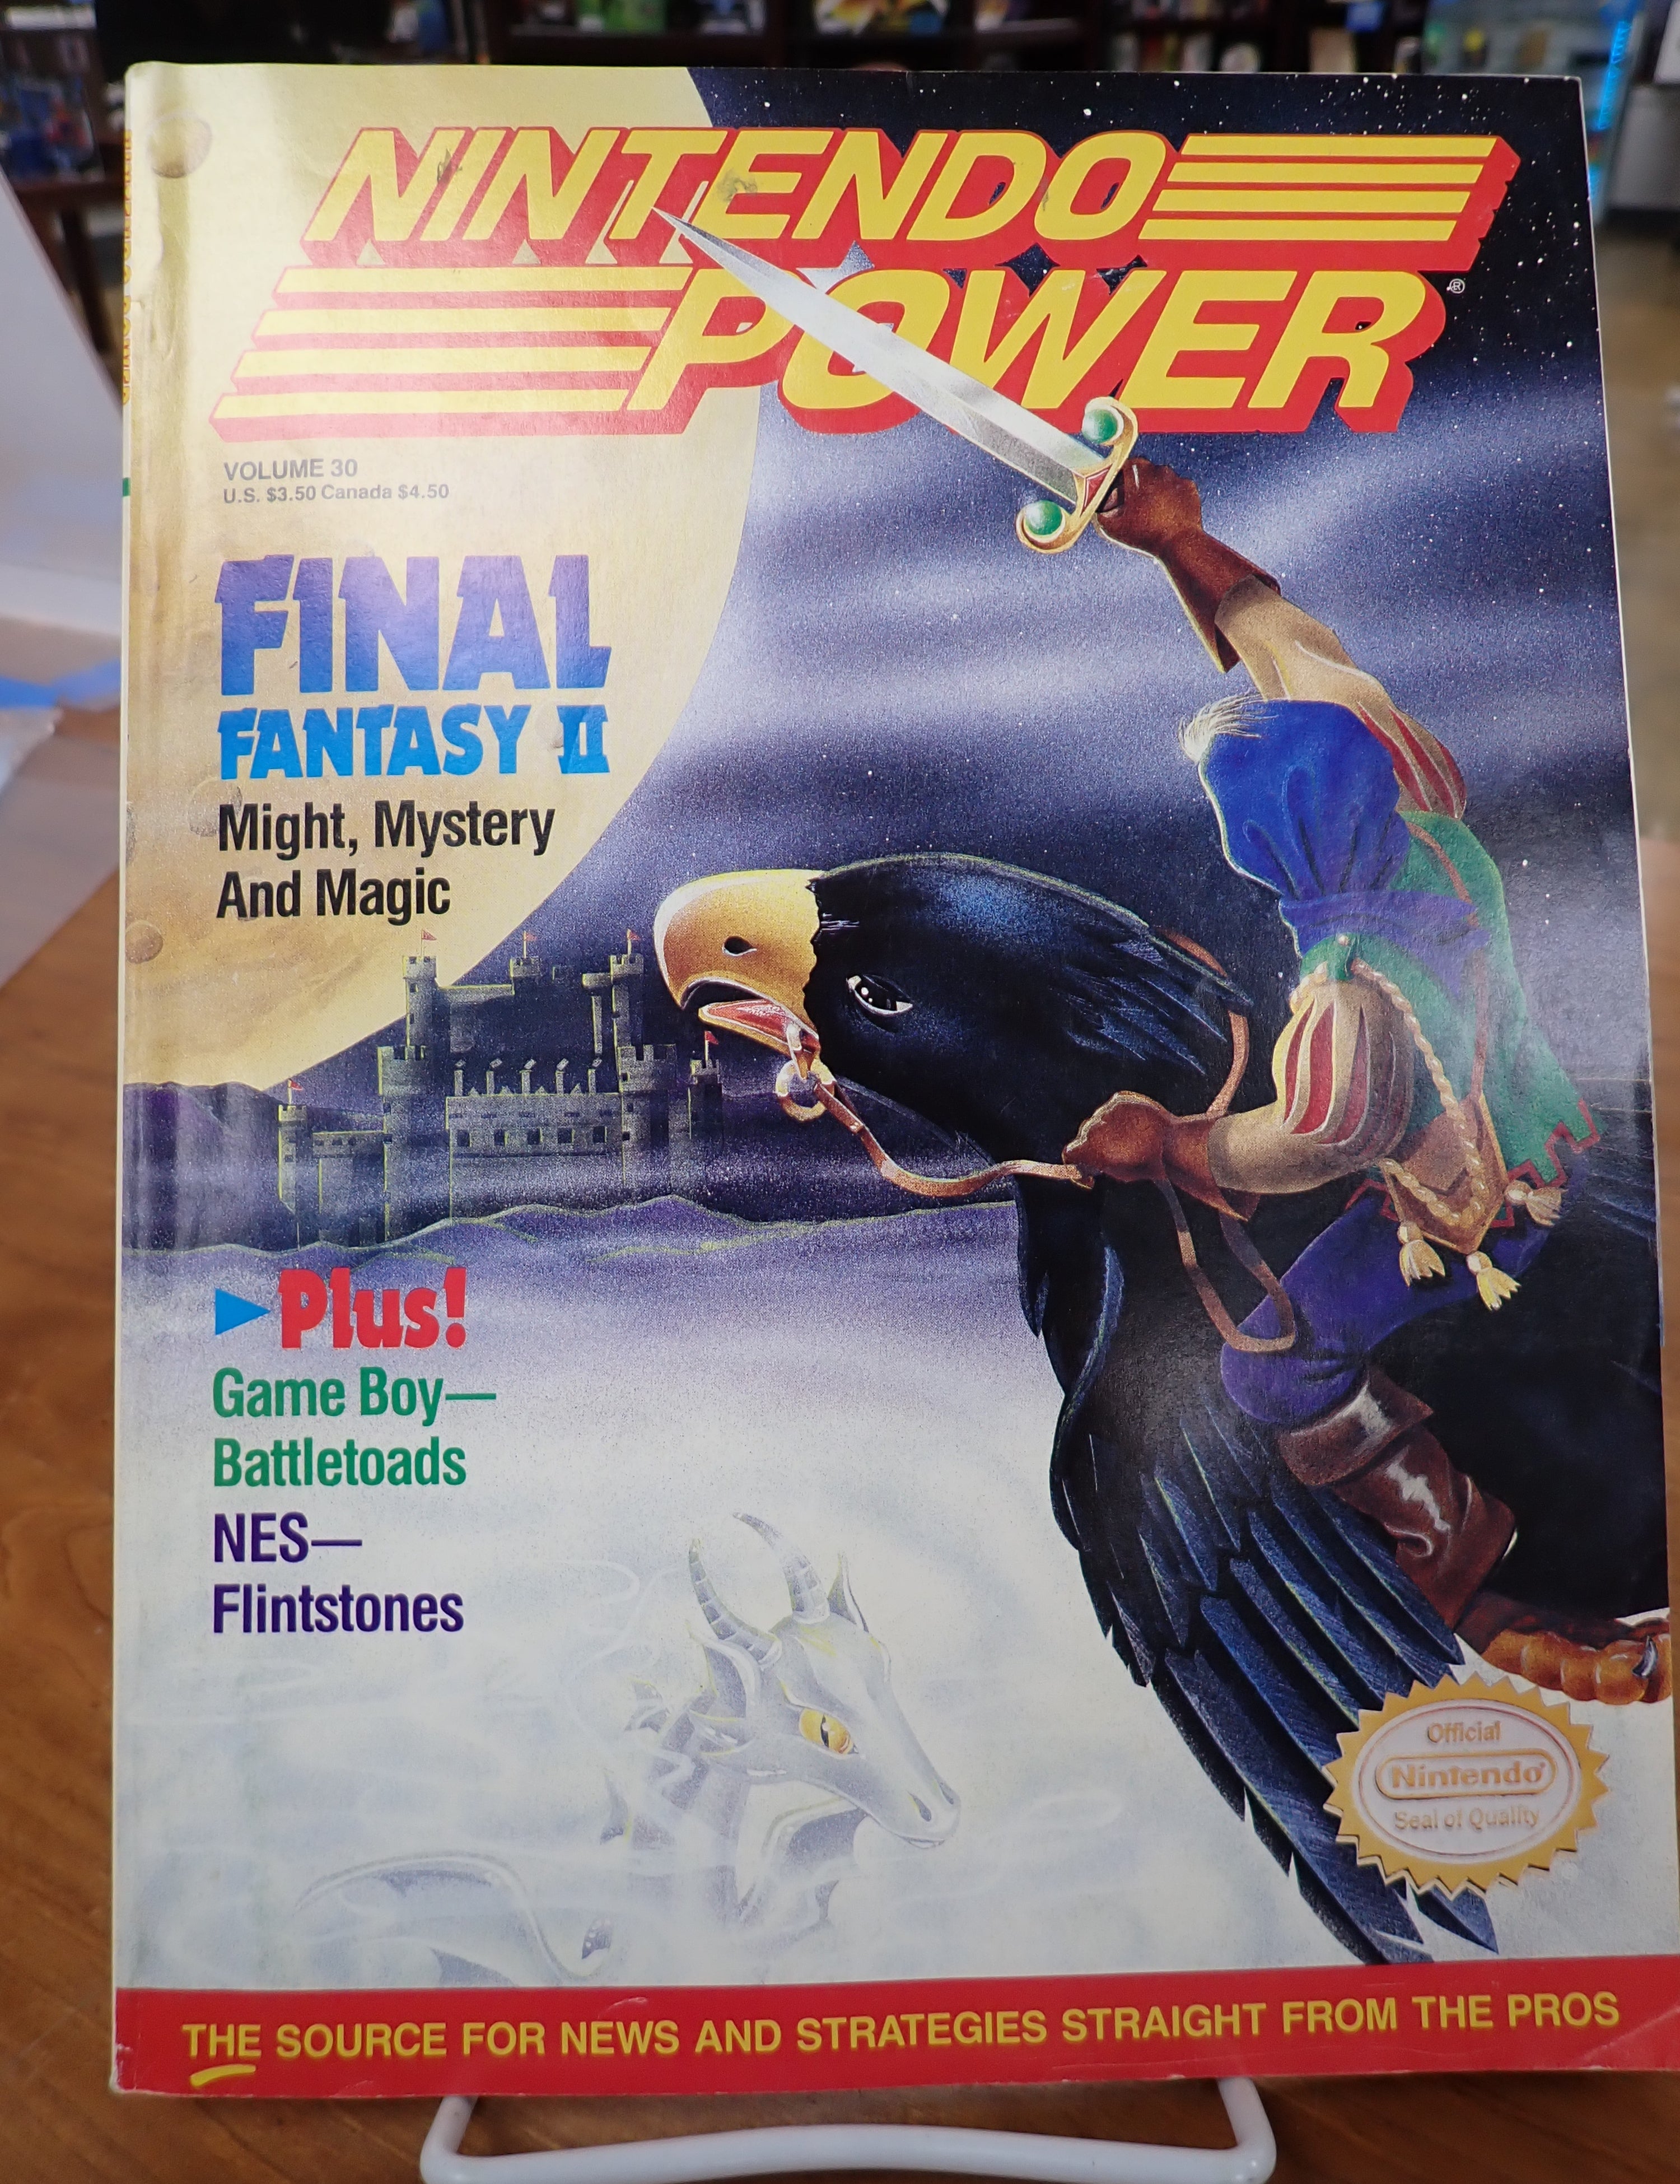 NINTENDO
POWER®
VOLUME 30
U.S. $3.50 Canada $4.50
FINAL
FANTASY II
Might, Mystery
And Magic
Plus!
Game Boy—
Battletoads
NES—
Flintstones
Official
Nintendo®
Seal of Quality
THE SOURCE FOR NEWS AND STRATEGIES STRAIGHT FROM THE PROS